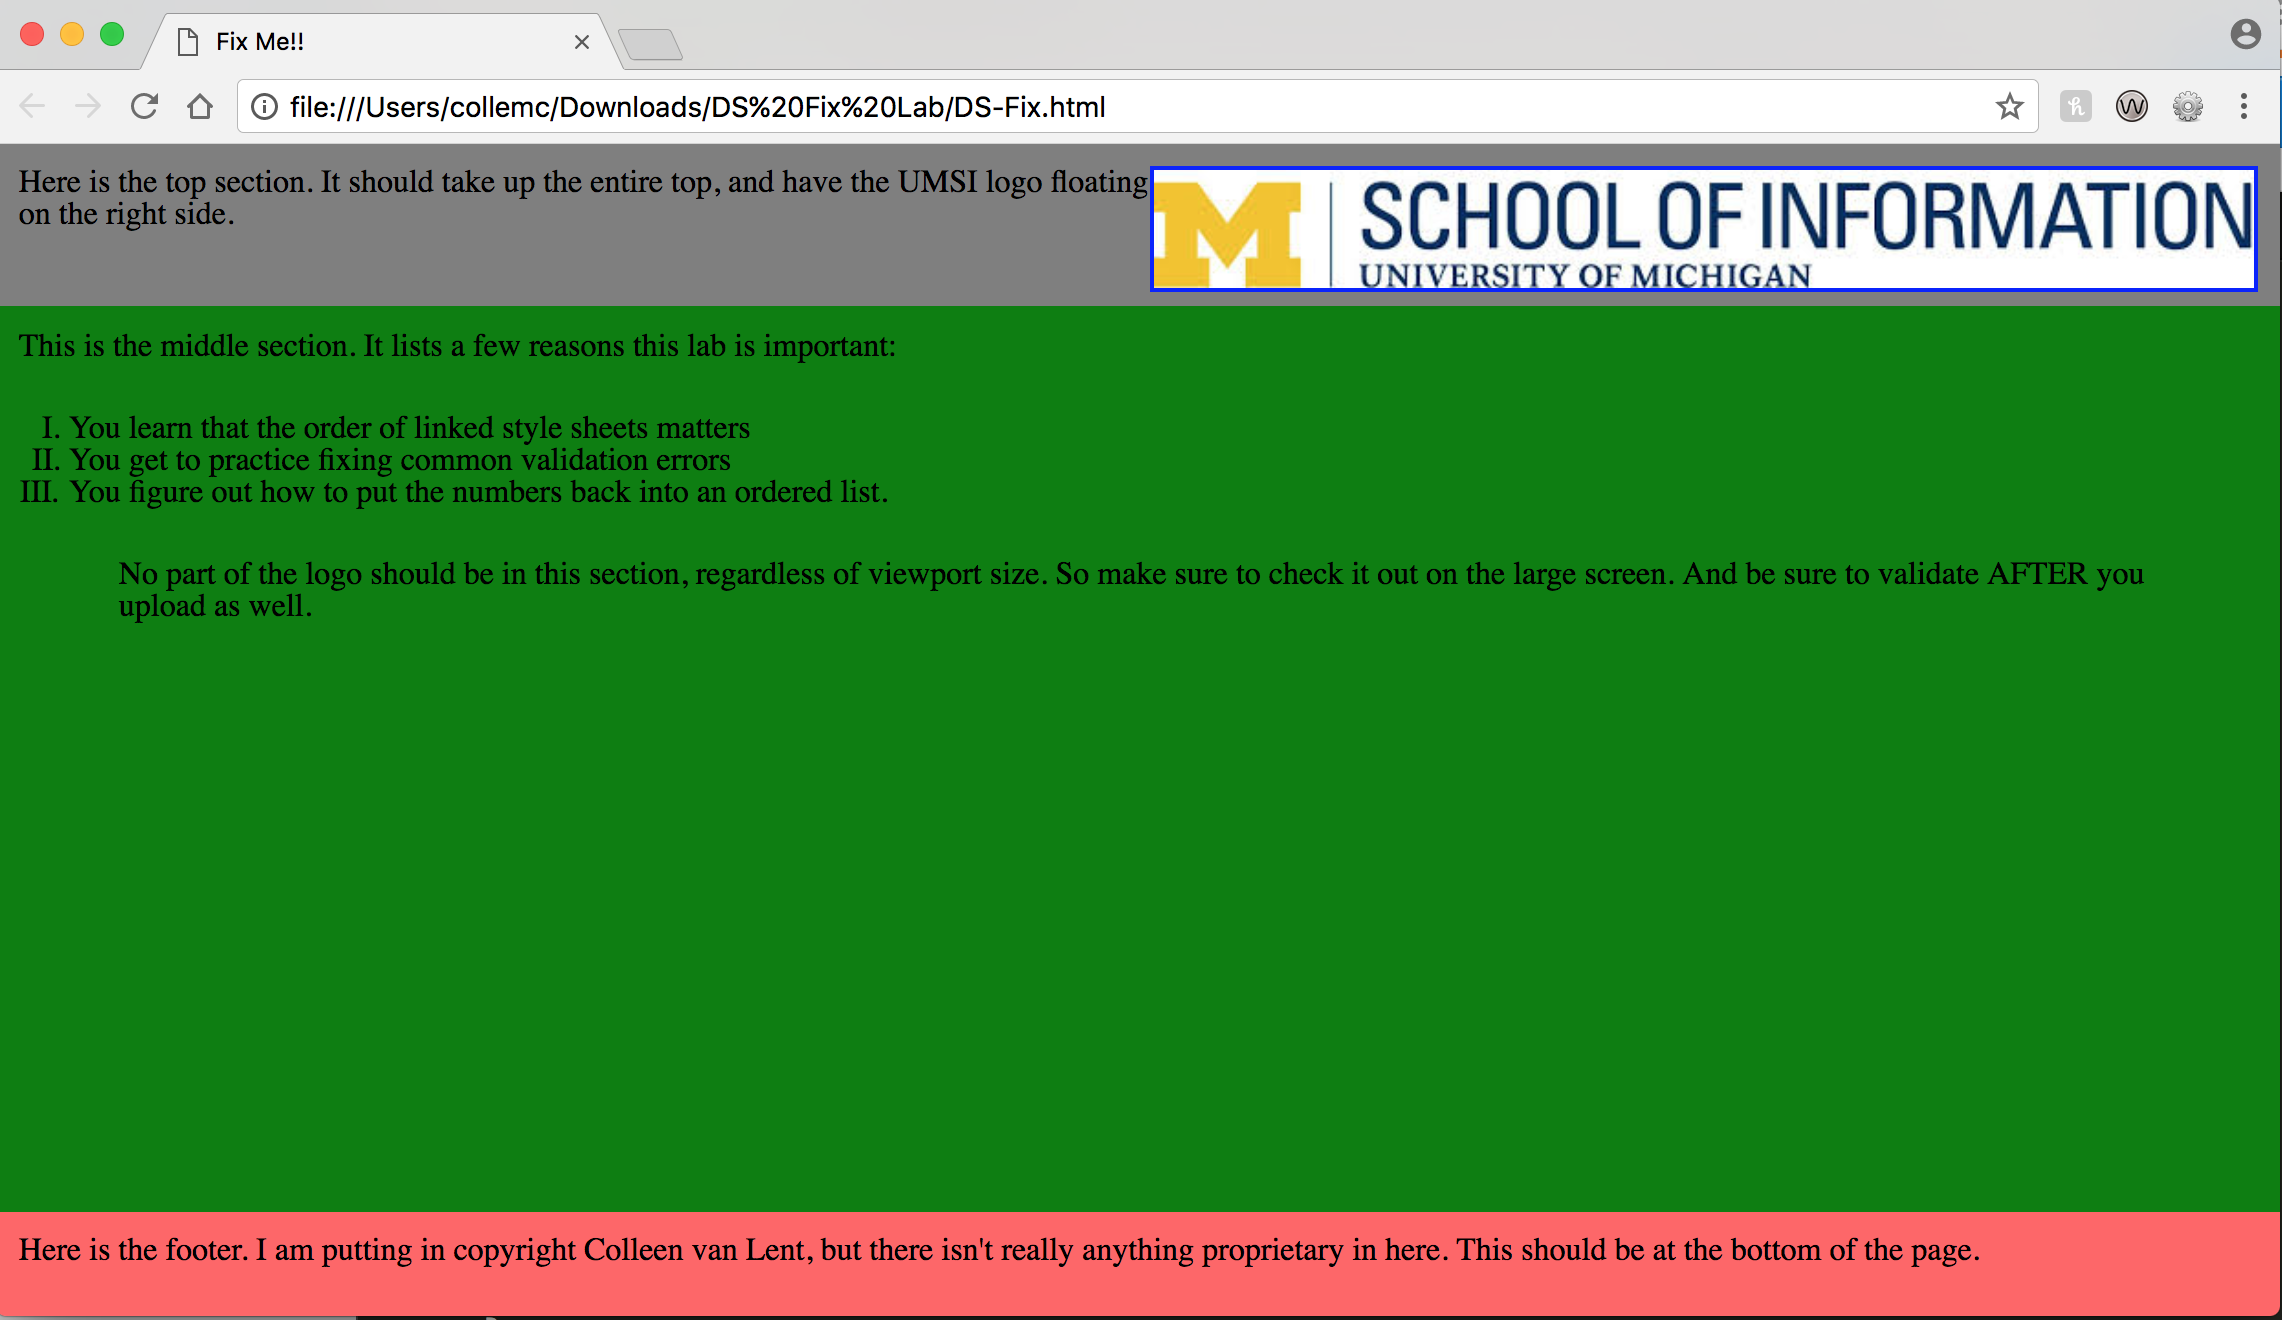 Fix Me!!
file:///Users/collemc/Downloads/DS%20Fix%20Lab/DS-Fix.html
Here is the top section. It should take up the entire top, and have the UMSI logo floating
on the right side.
M
SCHOOL OF INFORMATION
UNIVERSITY OF MICHIGAN
This is the middle section. It lists a few reasons this lab is important:
I. You learn that the order of linked style sheets matters
II. You get to practice fixing common validation errors
III. You figure out how to put the numbers back into an ordered list.
No part of the logo should be in this section, regardless of viewport size. So make sure to check it out on the large screen. And be sure to validate AFTER you
upload as well.
Here is the footer. I am putting in copyright Colleen van Lent, but there isn't really anything proprietary in here. This should be at the bottom of the page.